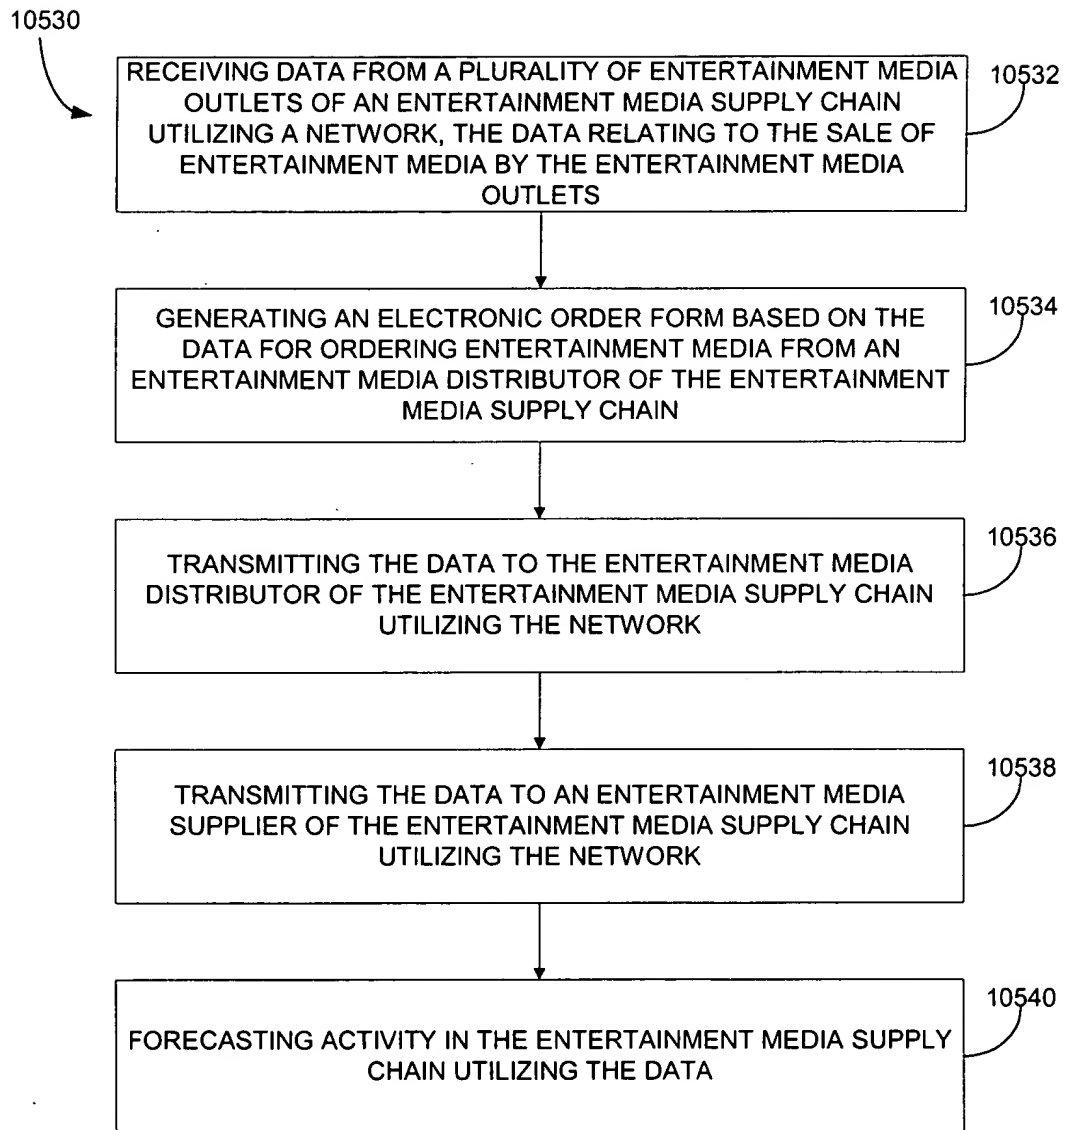 10530
RECEIVING DATA FROM A PLURALITY OF ENTERTAINMENT MEDIA
OUTLETS OF AN ENTERTAINMENT MEDIA SUPPLY CHAIN
UTILIZING A NETWORK, THE DATA RELATING TO THE SALE OF
ENTERTAINMENT MEDIA BY THE ENTERTAINMENT MEDIA
OUTLETS
10532
GENERATING AN ELECTRONIC ORDER FORM BASED ON THE
DATA FOR ORDERING ENTERTAINMENT MEDIA FROM AN
ENTERTAINMENT MEDIA DISTRIBUTOR OF THE ENTERTAINMENT
MEDIA SUPPLY CHAIN
10534
TRANSMITTING THE DATA TO THE ENTERTAINMENT MEDIA
DISTRIBUTOR OF THE ENTERTAINMENT MEDIA SUPPLY CHAIN
UTILIZING THE NETWORK
10536
TRANSMITTING THE DATA TO AN ENTERTAINMENT MEDIA
SUPPLIER OF THE ENTERTAINMENT MEDIA SUPPLY CHAIN
UTILIZING THE NETWORK
10538
FORECASTING ACTIVITY IN THE ENTERTAINMENT MEDIA SUPPLY
CHAIN UTILIZING THE DATA
10540